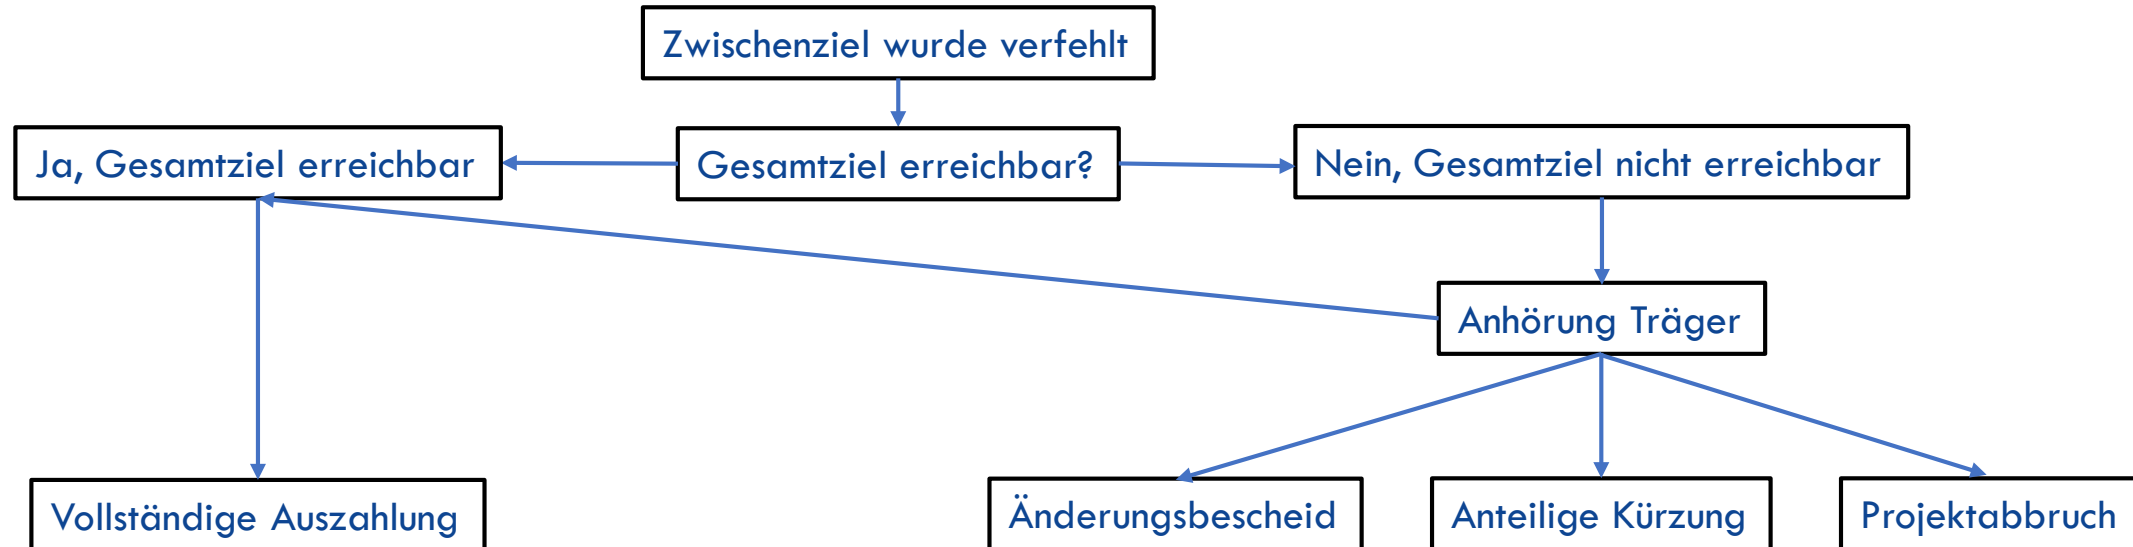 Zwischenziel wurde verfehlt
Ja, Gesamtziel erreichbar
Gesamtziel erreichbar?
Nein, Gesamtziel nicht erreichbar
Anhörung Träger
Vollständige Auszahlung
Änderungsbescheid
Anteilige Kürzung
Projektabbruch